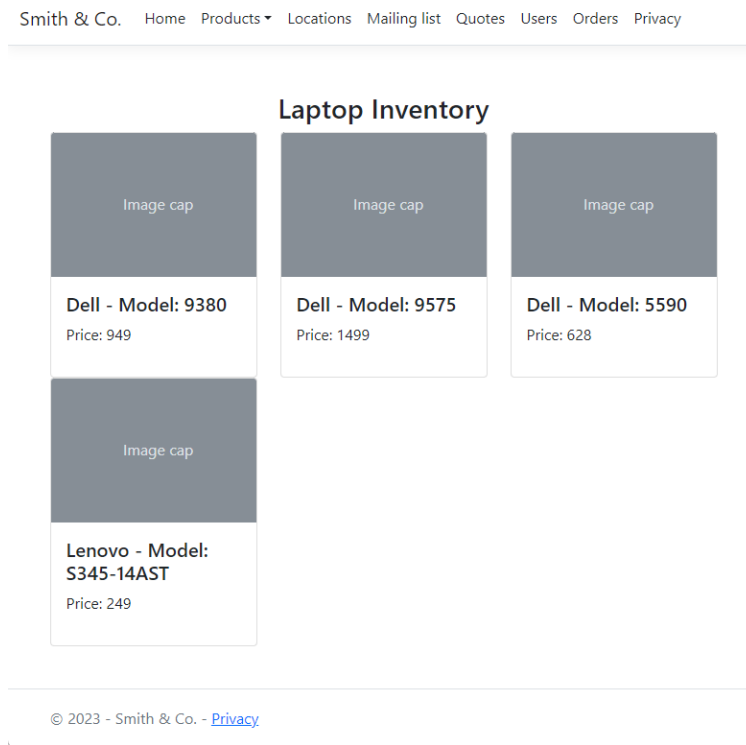 Smith & Co. Home Products Locations Mailing list Quotes Users Orders Privacy
Laptop Inventory
Image cap
Dell - Model: 9380
Price: 949
Image cap
Dell - Model: 9575
Price: 1499
Image cap
Dell - Model: 5590
Price: 628
Image cap
Lenovo - Model:
S345-14AST
Price: 249
© 2023 - Smith & Co. - Privacy